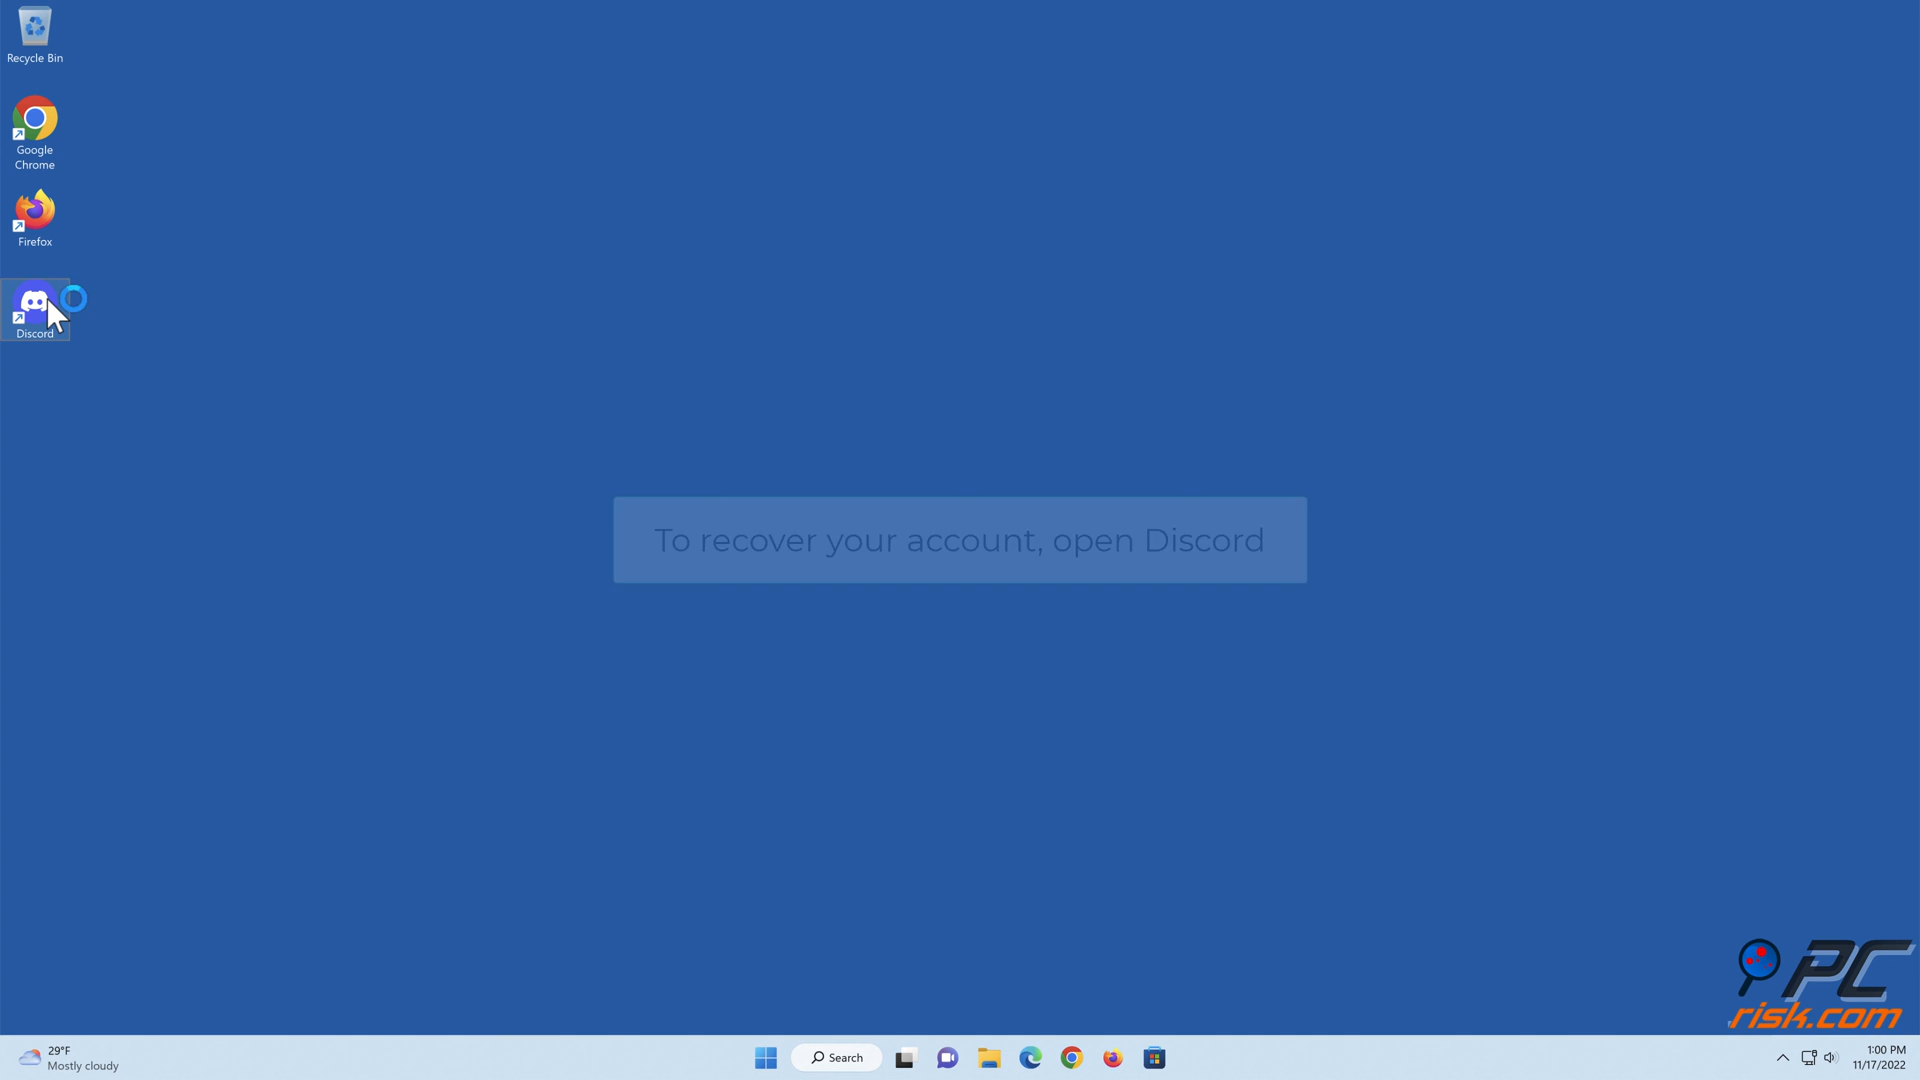 Recycle Bin
Google
Chrome
Firefox
Discord
To recover your account, open Discord
PC
risk.com
29°F
Mostly cloudy
Search
1:00 PM
11/17/2022